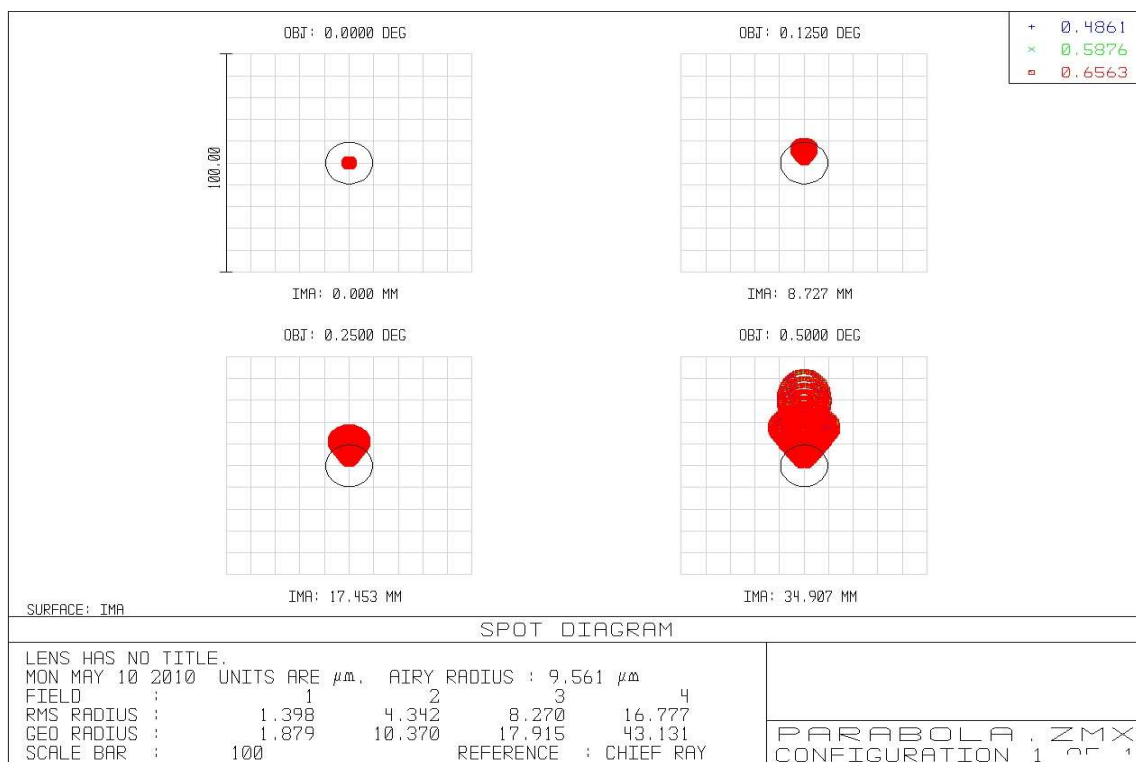 OBJ: 0.0000 DEG
OBJ: 0.1250 DEG
+ 0.4861
× 0.5876
0.6563
100.00
IMA: 0.000 MM
IMA: 8.727 MM
OBJ: 0.2500 DEG
OBJ: 0.5000 DEG
IMA: 17.453 MM
IMA: 34.907 MM
SURFACE: IMA
SPOT DIAGRAM
LENS HAS NO TITLE.
MON MAY 10 2010 UNITS ARE µm. AIRY RADIUS : 9.561 µm
FIELD : 1 2 3 4
RMS RADIUS : 1.398 4.342 8.270 16.777
GEO RADIUS : 1.879 10.370 17.915 43.131
SCALE BAR : 100 REFERENCE : CHIEF RAY
PARABOLA.ZMX
CONFIGURATION 1 OF 1